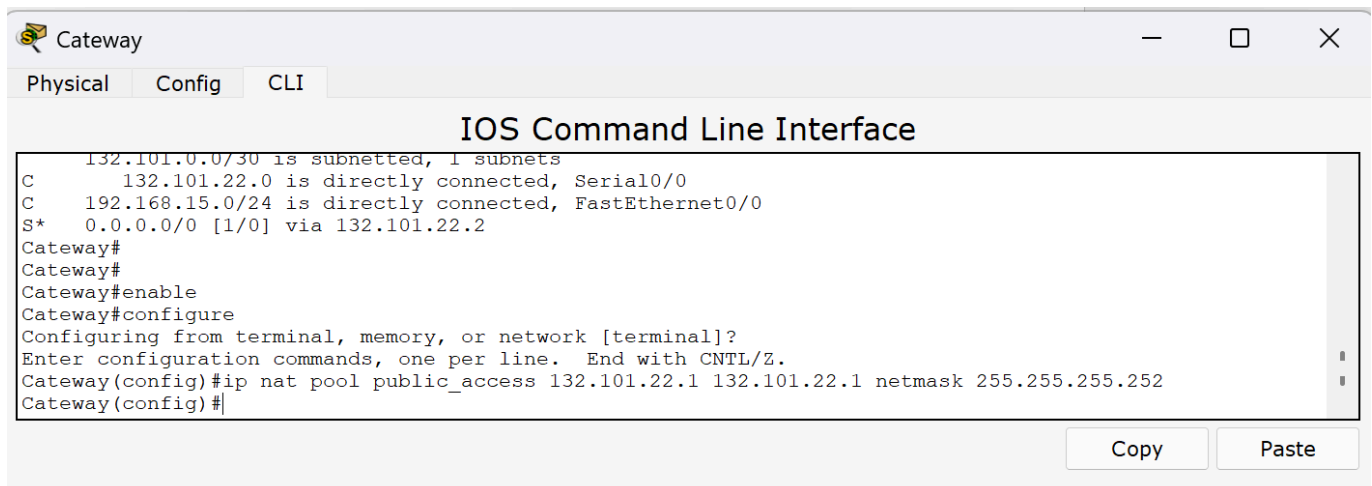 Cateway
Physical Config CLI
IOS Command Line Interface
132.101.0.0/30 is subnetted, 1 subnets
C 132.101.22.0 is directly connected, Serial0/0
C 192.168.15.0/24 is directly connected, FastEthernet0/0
S* 0.0.0.0/0 [1/0] via 132.101.22.2
Cateway#
Cateway#
Cateway#enable
Cateway#configure
Configuring from terminal, memory, or network [terminal]?
Enter configuration commands, one per line. End with CNTL/Z.
Cateway(config)#ip nat pool public_access 132.101.22.1 132.101.22.1 netmask 255.255.255.252
Cateway(config)#
Copy Paste